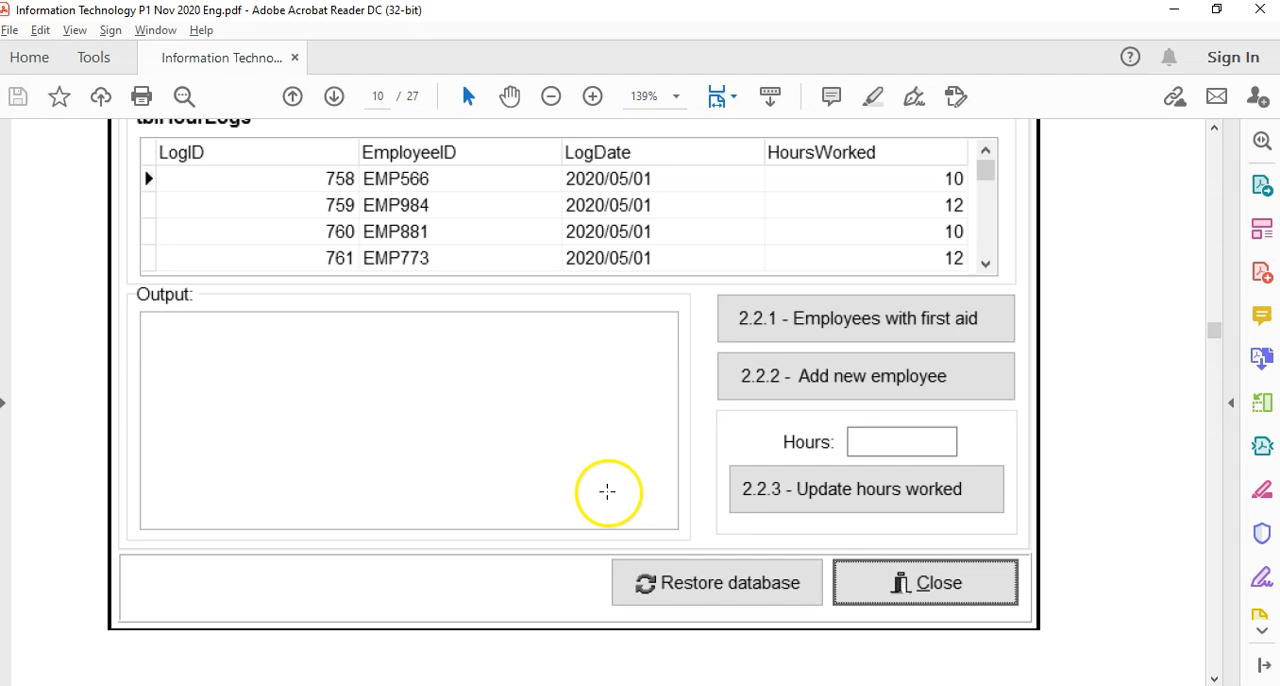 Information Technology P1 Nov 2020 Eng.pdf - Adobe Acrobat Reader DC (32-bit)
File Edit View Sign Window Help
Home Tools Information Techno... ×
Sign In
10 / 27 139%
tblHourLogs
LogID EmployeeID LogDate HoursWorked
758 EMP566 2020/05/01 10
759 EMP984 2020/05/01 12
760 EMP881 2020/05/01 10
761 EMP773 2020/05/01 12
Output:
2.2.1 - Employees with first aid
2.2.2 - Add new employee
Hours:
2.2.3 - Update hours worked
Restore database
Close